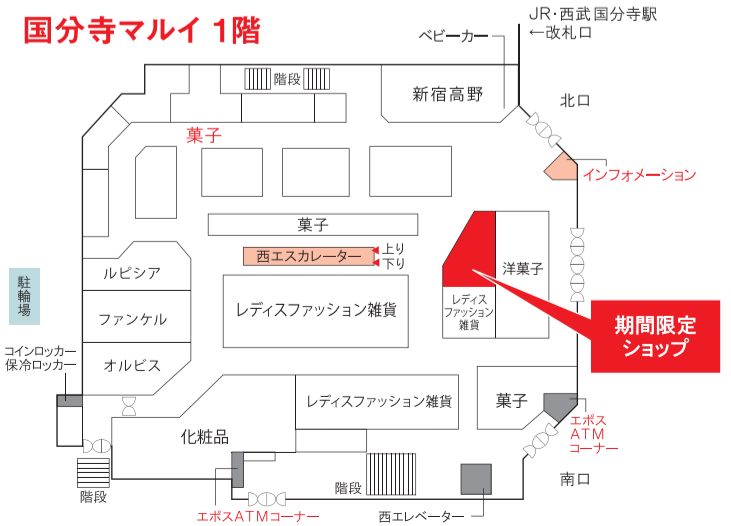 国分寺マルイ 1階
JR・西武 国分寺駅
←改札口
ベビーカー
階段
新宿高野
北口
菓子
インフォメーション
菓子
西エスカレーター
上り
下り
洋菓子
ルピシア
駐輪場
ファンケル
レディスファッション雑貨
レディス
ファッション
雑貨
期間限定
ショップ
コインロッカー
保冷ロッカー
オルビス
レディスファッション雑貨
菓子
エポス
ATM
コーナー
化粧品
南口
階段
階段
エポスATMコーナー
西エレベーター